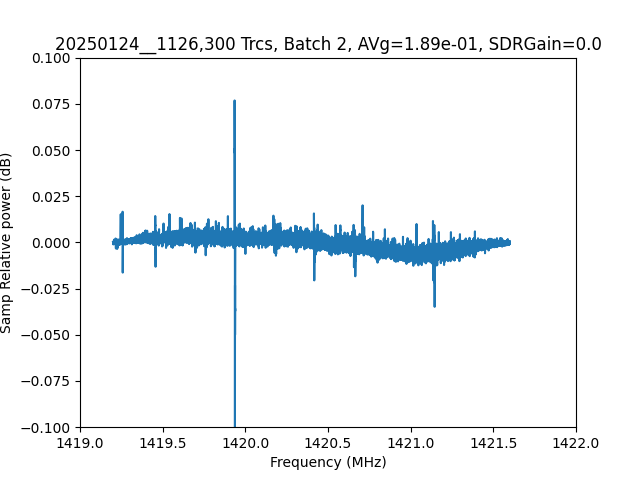 20250124__1126,300 Trcs, Batch 2, AVg=1.89e-01, SDRGain=0.0
0.100
0.075
0.050
0.025
0.000
−0.025
−0.050
−0.075
−0.100
Samp Relative power (dB)
1419.0 1419.5 1420.0 1420.5 1421.0 1421.5 1422.0
Frequency (MHz)